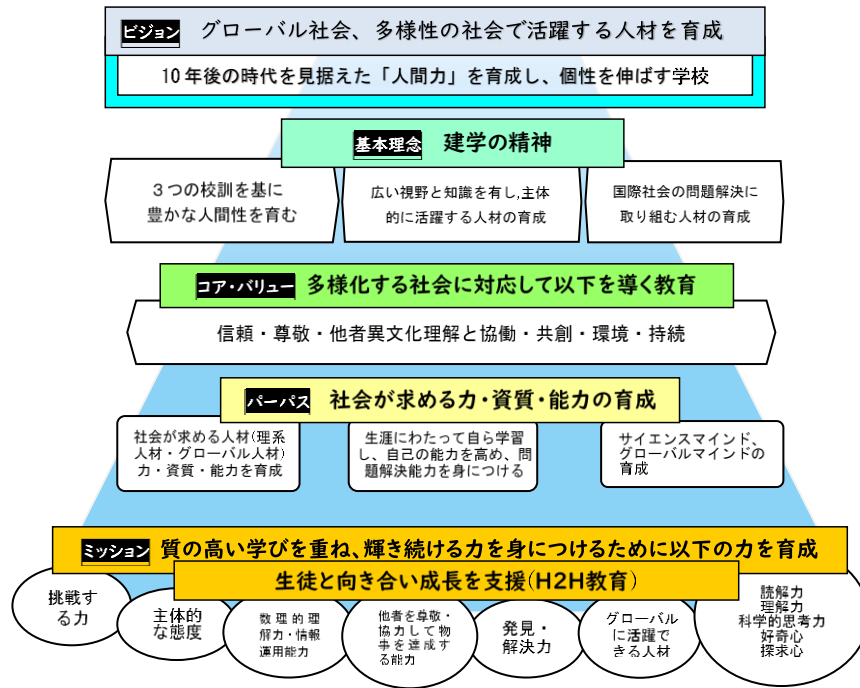 ビジョン グローバル社会、多様性の社会で活躍する人材を育成
10年後の時代を見据えた「人間力」を育成し、個性を伸ばす学校
基本理念 建学の精神
３つの校訓を基に
豊かな人間性を育む
広い視野と知識を有し,主体
的に活躍する人材の育成
国際社会の問題解決に
取り組む人材の育成
コア・バリュー 多様化する社会に対応して以下を導く教育
信頼・尊敬・他者異文化理解と協働・共創・環境・持続
パーパス 社会が求める力・資質・能力の育成
社会が求める人材(理系
人材・グローバル人材)
力・資質・能力を育成
生涯にわたって自ら学習
し、自己の能力を高め、問
題解決能力を身につける
サイエンスマインド、
グローバルマインドの
育成
ミッション 質の高い学びを重ね、輝き続ける力を身につけるために以下の力を育成
生徒と向き合い成長を支援(H2H教育)
挑戦す
る力
主体的
な態度
数理的理
解力・情報
運用能力
他者を尊敬・
協力して物
事を達成す
る能力
発見・
解決力
グローバル
に活躍で
きる人材
読解力
理解力
科学的思考力
好奇心
探求心